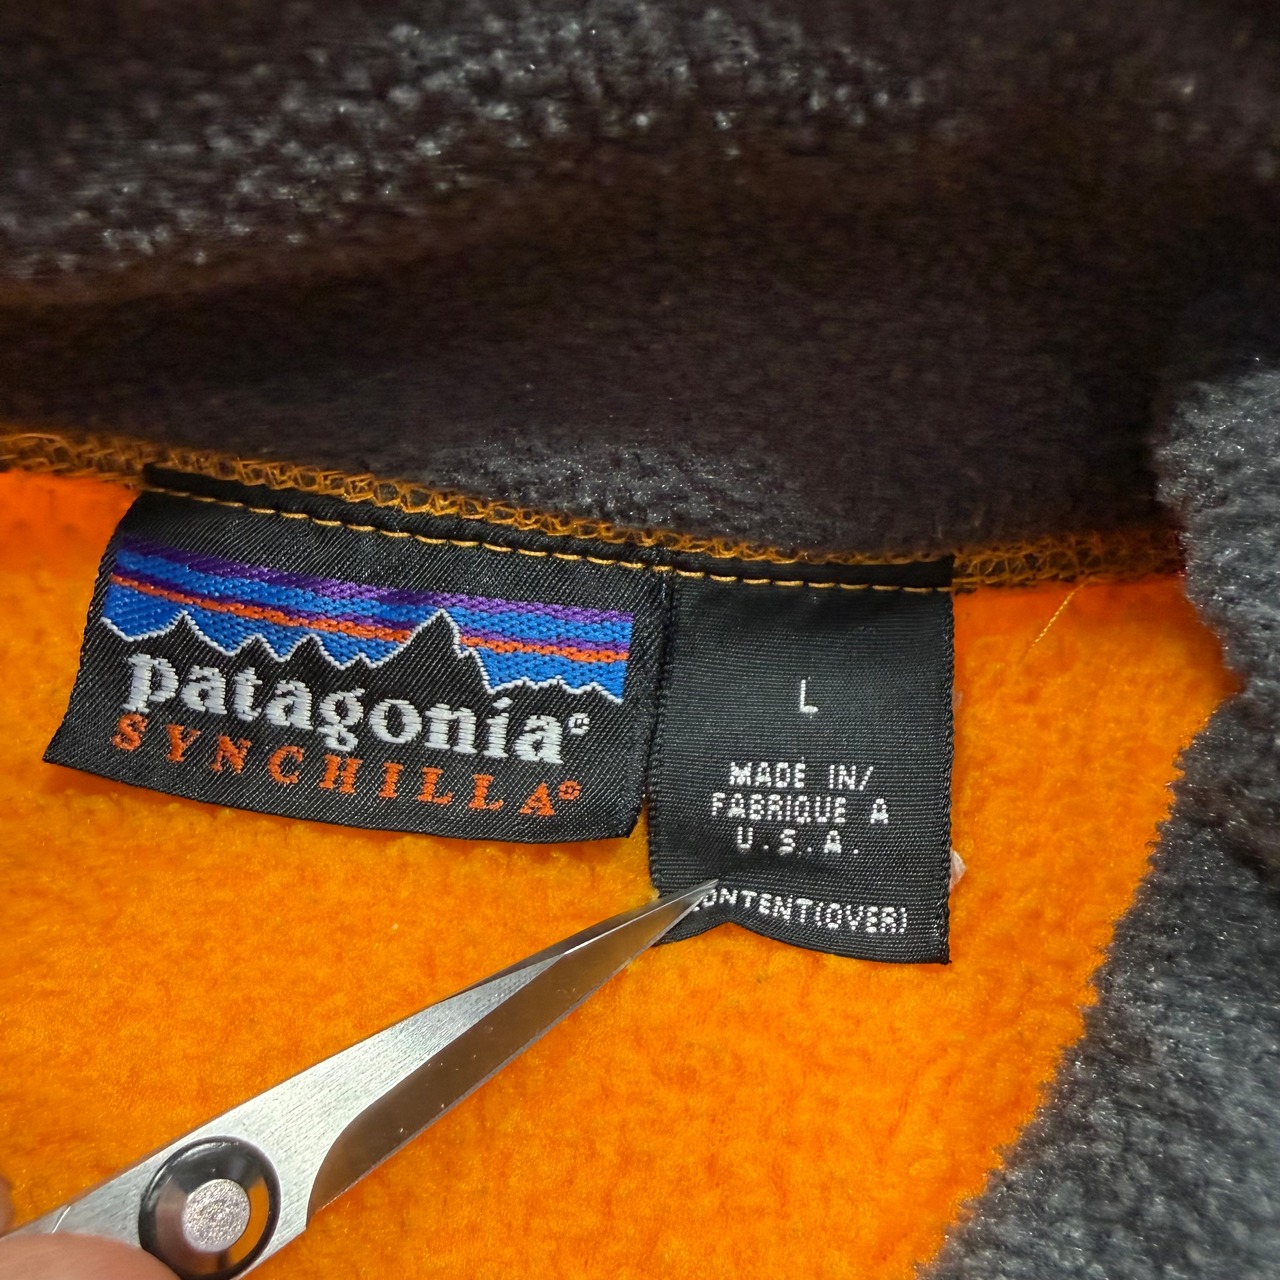 patagonia®
SYNCHILLA®
L
MADE IN/
FABRIQUE A
U.S.A.
CONTENT(OVER)